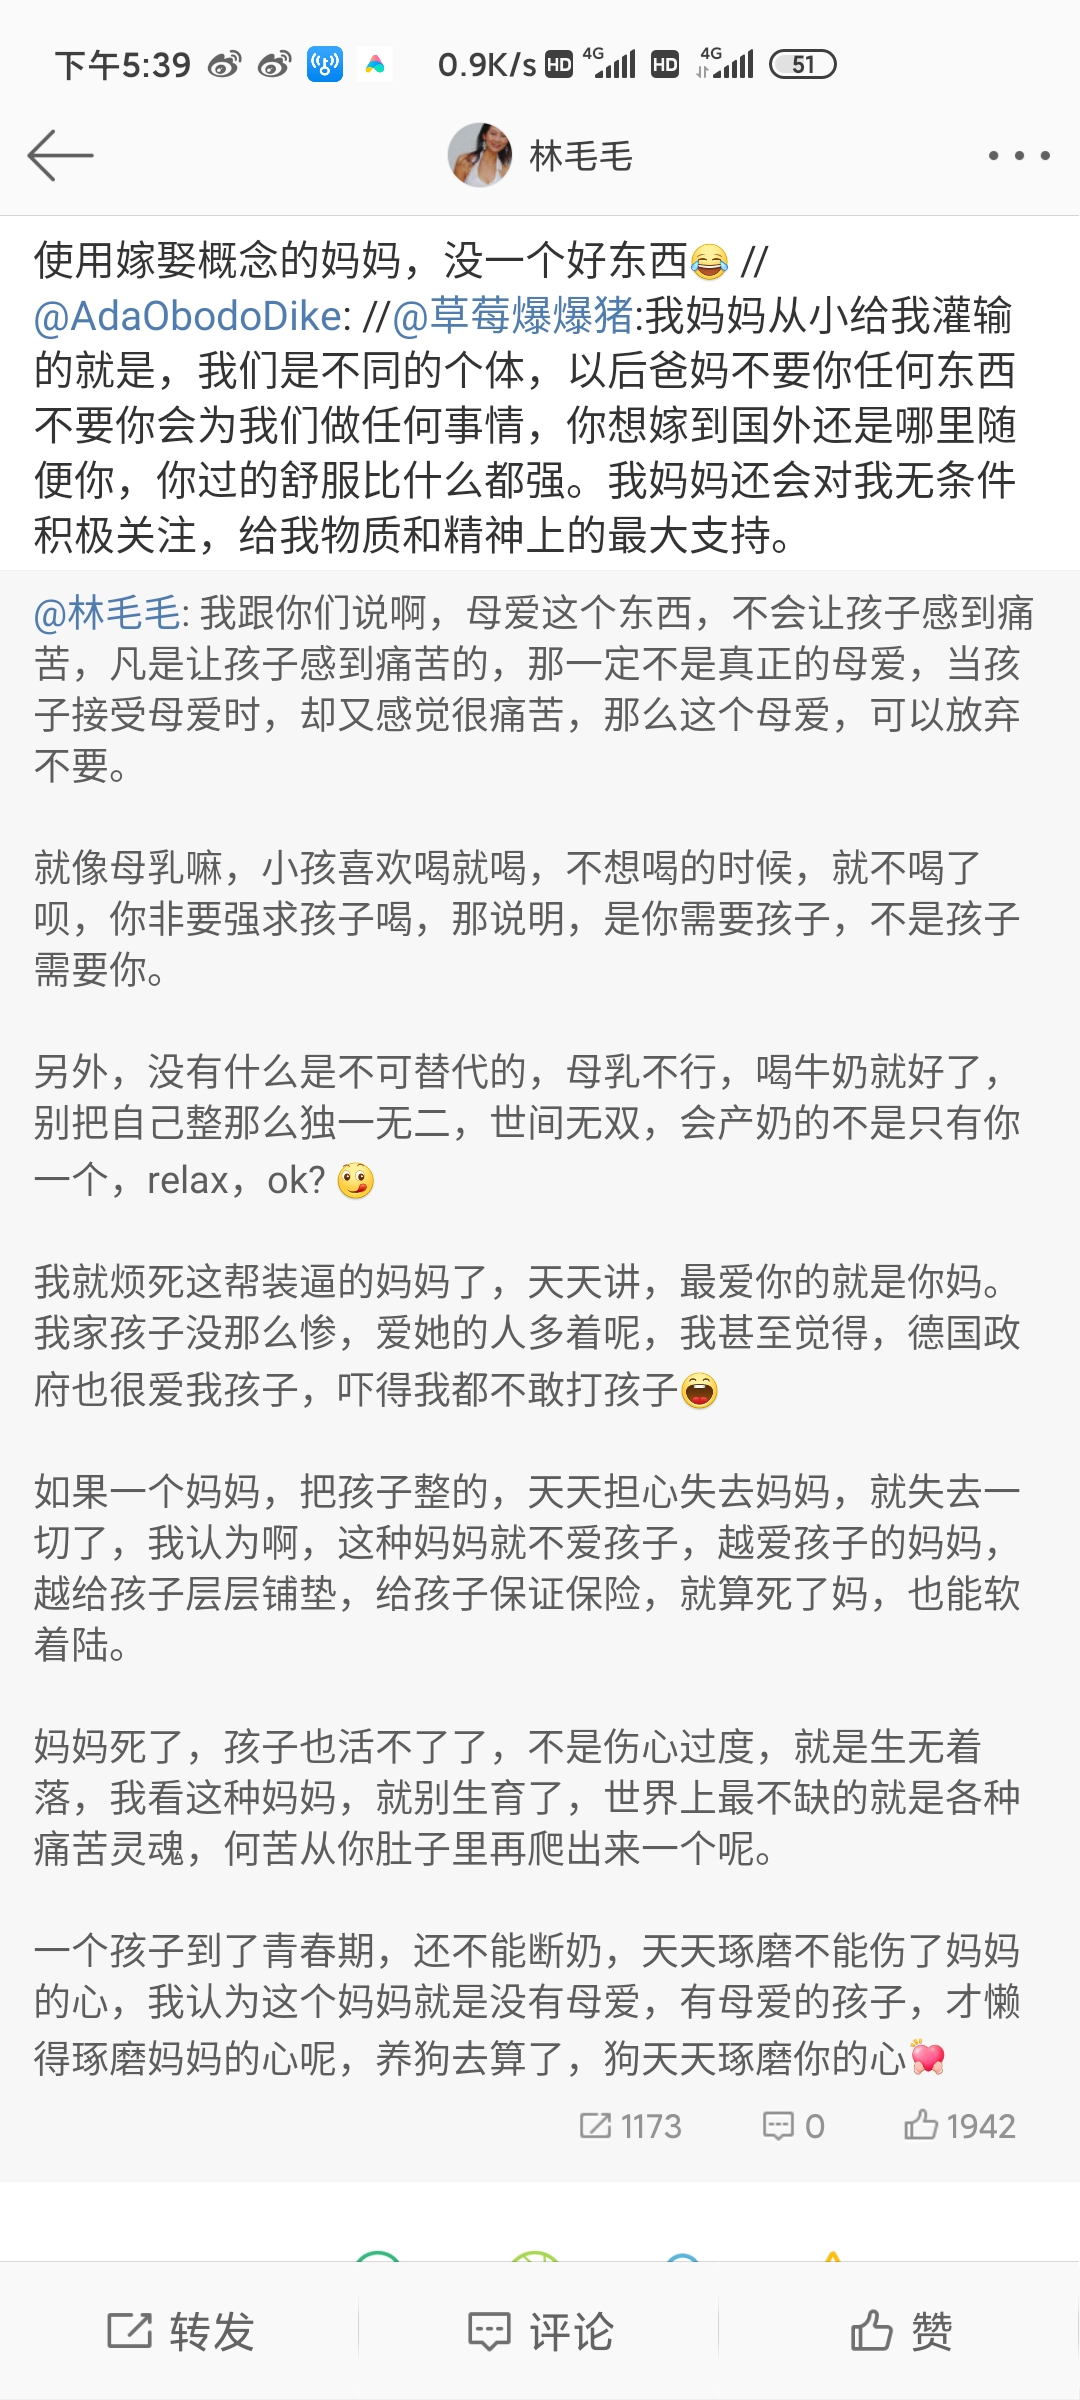 下午5:39 0.9K/s HD 4G HD 4G 51
林毛毛
使用嫁娶概念的妈妈，没一个好东西😂 //
@AdaObodoDike: //@草莓爆爆猪:我妈妈从小给我灌输
的就是，我们是不同的个体，以后爸妈不要你任何东西
不要你会为我们做任何事情，你想嫁到国外还是哪里随
便你，你过的舒服比什么都强。我妈妈还会对我无条件
积极关注，给我物质和精神上的最大支持。
@林毛毛: 我跟你们说啊，母爱这个东西，不会让孩子感到痛
苦，凡是让孩子感到痛苦的，那一定不是真正的母爱，当孩
子接受母爱时，却又感觉很痛苦，那么这个母爱，可以放弃
不要。
就像母乳嘛，小孩喜欢喝就喝，不想喝的时候，就不喝了
呗，你非要强求孩子喝，那说明，是你需要孩子，不是孩子
需要你。
另外，没有什么是不可替代的，母乳不行，喝牛奶就好了，
别把自己整那么独一无二，世间无双，会产奶的不是只有你
一个，relax，ok? 😋
我就烦死这帮装逼的妈妈了，天天讲，最爱你的就是你妈。
我家孩子没那么惨，爱她的人多着呢，我甚至觉得，德国政
府也很爱我孩子，吓得我都不敢打孩子😄
如果一个妈妈，把孩子整的，天天担心失去妈妈，就失去一
切了，我认为啊，这种妈妈就不爱孩子，越爱孩子的妈妈，
越给孩子层层铺垫，给孩子保证保险，就算死了妈，也能软
着陆。
妈妈死了，孩子也活不了了，不是伤心过度，就是生无着
落，我看这种妈妈，就别生育了，世界上最不缺的就是各种
痛苦灵魂，何苦从你肚子里再爬出来一个呢。
一个孩子到了青春期，还不能断奶，天天琢磨不能伤了妈妈
的心，我认为这个妈妈就是没有母爱，有母爱的孩子，才懒
得琢磨妈妈的心呢，养狗去算了，狗天天琢磨你的心💓
1173 0 1942
转发 评论 赞